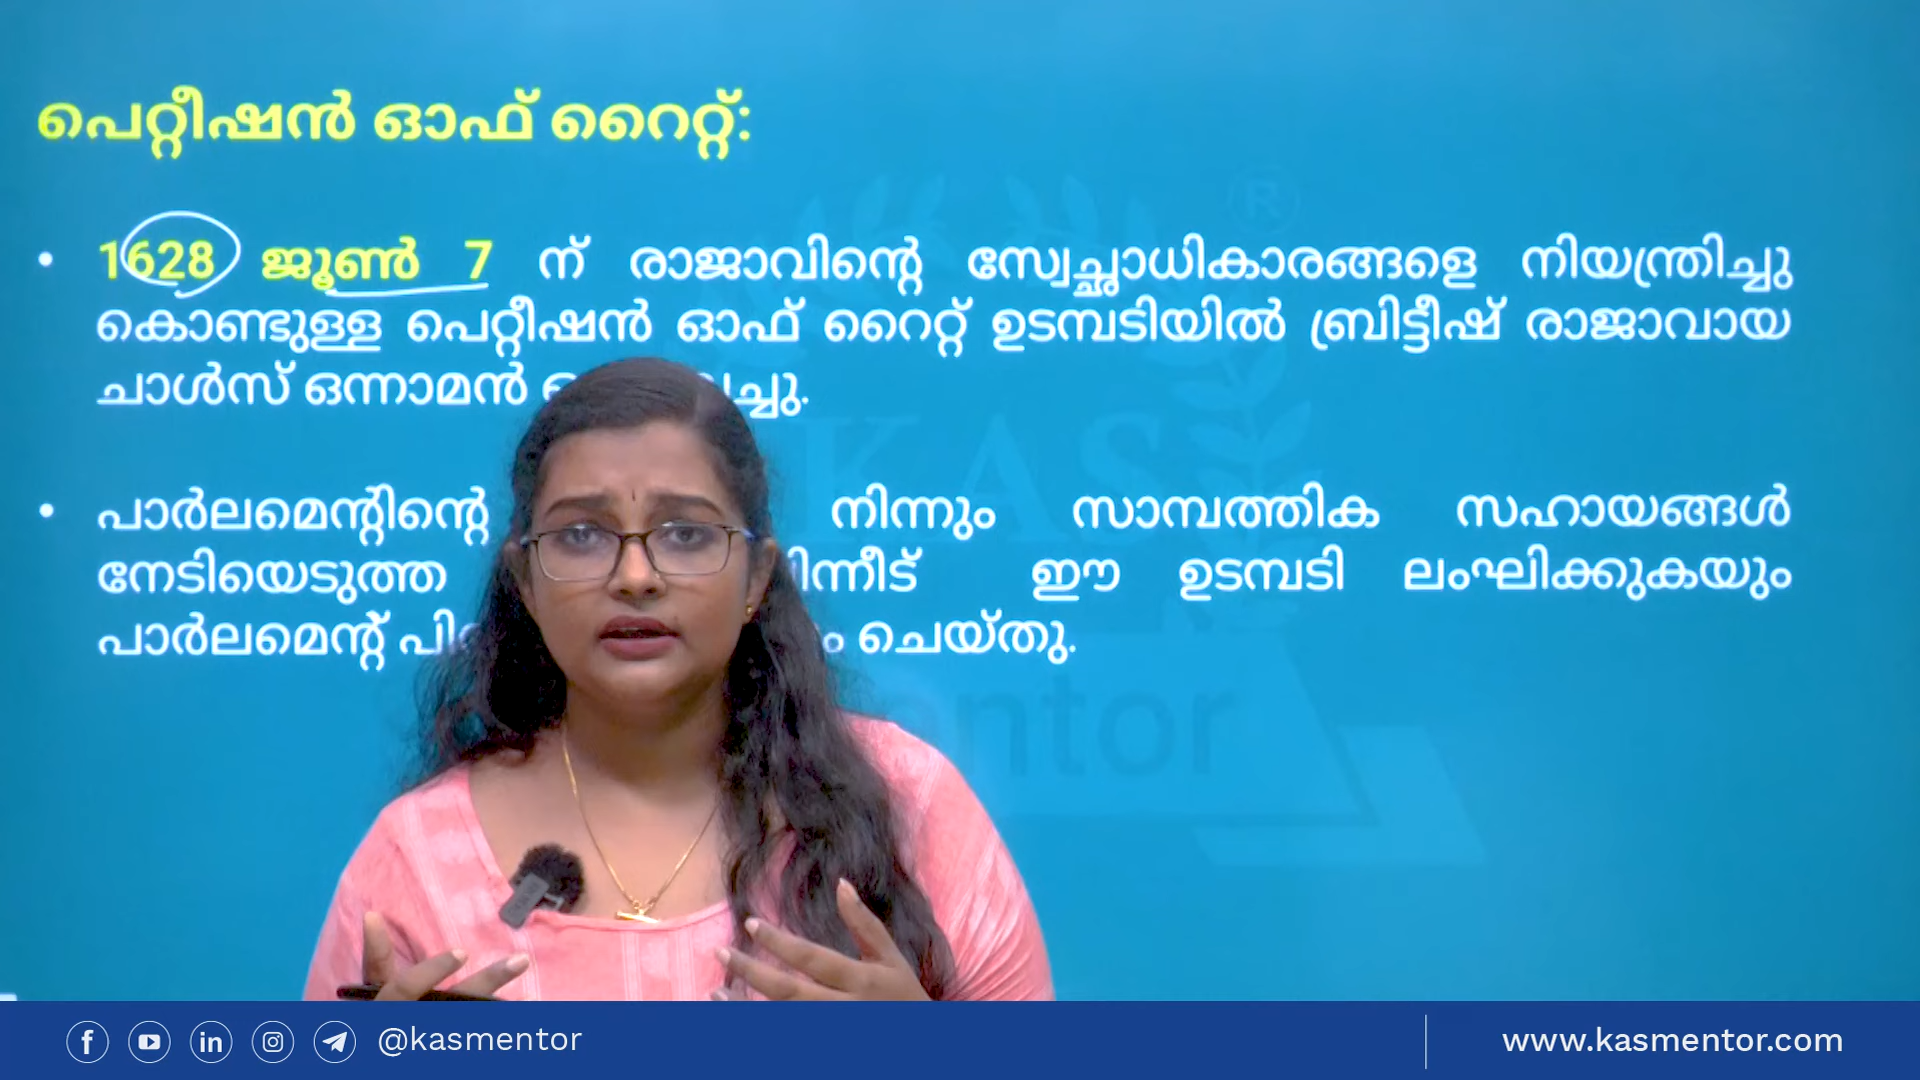 പെറ്റീഷൻ ഓഫ് റൈറ്റ്:
• 1628 ജൂൺ 7 ന് രാജാവിന്റെ സ്വേച്ഛാധികാരങ്ങളെ നിയന്ത്രിച്ചു
കൊണ്ടുള്ള പെറ്റീഷൻ ഓഫ് റൈറ്റ് ഉടമ്പടിയിൽ ബ്രിട്ടീഷ് രാജാവായ
ചാൾസ് ഒന്നാമൻ
• പാർലമെന്റിന്റെ നിന്നും സാമ്പത്തിക സഹായങ്ങൾ
നേടിയെടുത്ത ഈ ഉടമ്പടി ലംഘിക്കുകയും
പാർലമെന്റ് ചെയ്തു.
®
KAS
@kasmentor
www.kasmentor.com